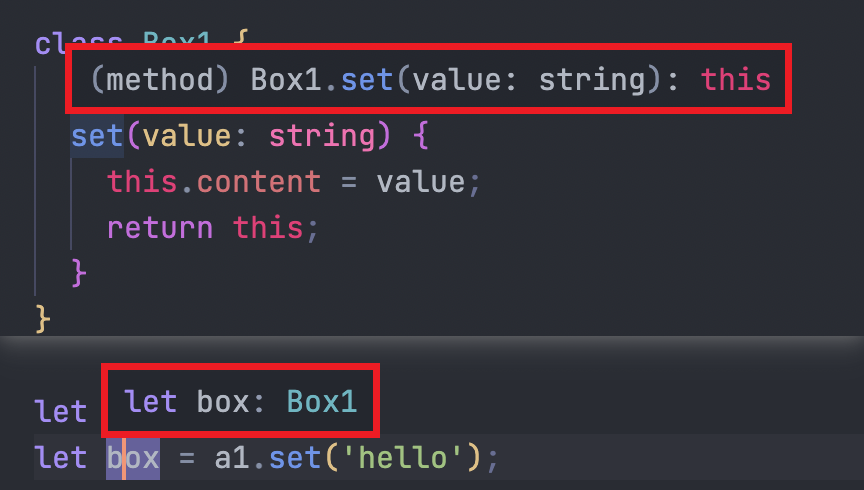 class Box1 {
(method) Box1.set(value: string): this
set(value: string) {
this.content = value;
return this;
}
}
let box: Box1
let
let box = a1.set('hello');